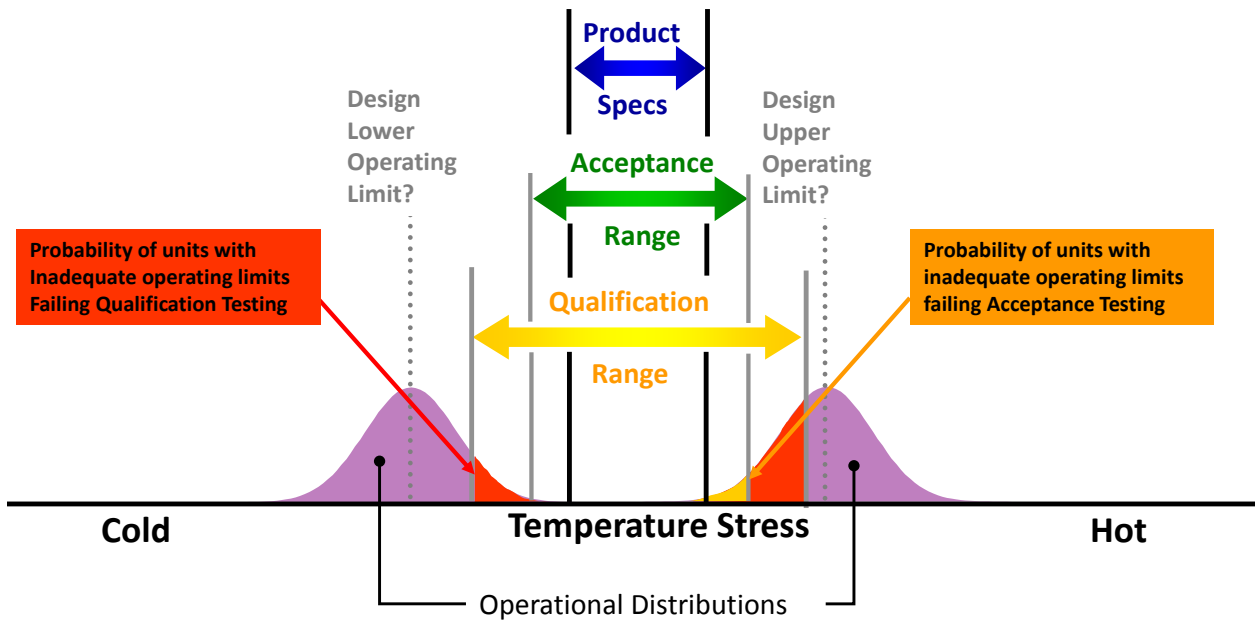 Product
Specs
Design
Lower
Operating
Limit?
Design
Upper
Operating
Limit?
Acceptance
Range
Probability of units with
Inadequate operating limits
Failing Qualification Testing
Probability of units with
inadequate operating limits
failing Acceptance Testing
Qualification
Range
Cold
Temperature Stress
Hot
Operational Distributions